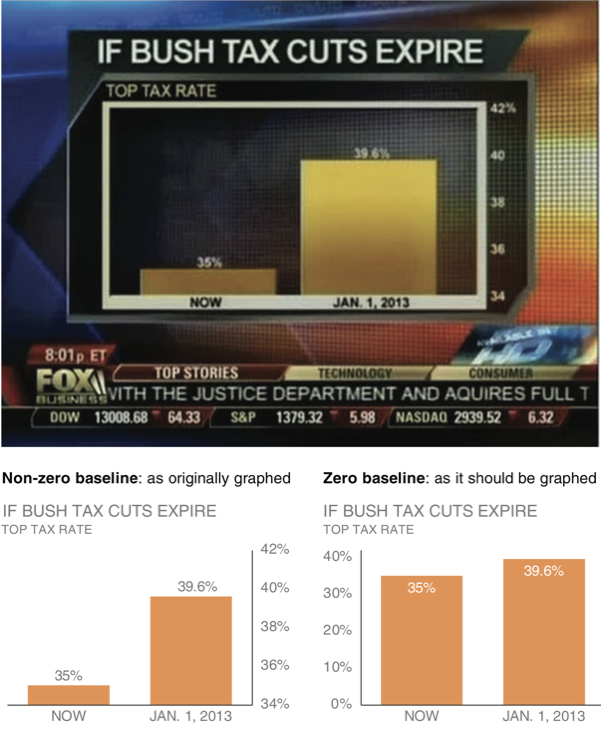 IF BUSH TAX CUTS EXPIRE
TOP TAX RATE
42%
40
38
36
34
39.6%
35%
NOW JAN. 1, 2013
AVAILABLE IN
HD
8:01p ET
TOP STORIES TECHNOLOGY CONSUMER
FOX
BUSINESS
WITH THE JUSTICE DEPARTMENT AND AQUIRES FULL T
DOW 13008.68 ▼ 64.33 S&P 1379.32 ▼ 5.98 NASDAQ 2939.52 ▼ 6.32
Non-zero baseline: as originally graphed
IF BUSH TAX CUTS EXPIRE
TOP TAX RATE
42%
40%
38%
36%
34%
39.6%
35%
NOW JAN. 1, 2013
Zero baseline: as it should be graphed
IF BUSH TAX CUTS EXPIRE
TOP TAX RATE
40%
30%
20%
10%
0%
35%
39.6%
NOW JAN. 1, 2013